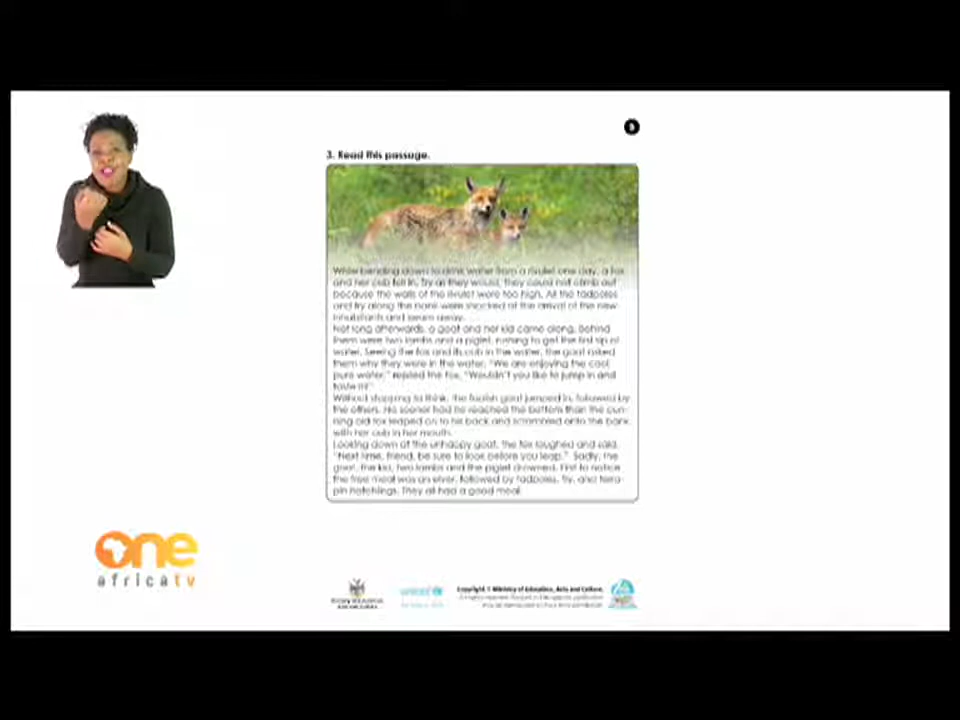 3
3. Read this passage.
While bending down to drink water from a rivulet one day, a fox
and her cub fell in. Try as they would, they could not climb out
because the walls of the rivulet were too high. All the tadpoles
and fry along the bank were shocked at the arrival of the new
inhabitants and swam away.
Not long afterwards, a goat and her kid came along. Behind
them were two lambs and a piglet, rushing to get the first sip of
water. Seeing the fox and its cub in the water, the goat asked
them why they were in the water. "We are enjoying the cool
pure water," replied the fox, "Wouldn't you like to jump in and
taste it?"
Without stopping to think, the foolish goat jumped in, followed by
the others. No sooner had he reached the bottom than the cun-
ning old fox leaped on to his back and scrambled onto the bank
with her cub in her mouth.
Looking down at the unhappy goat, the fox laughed and said,
"Next time, friend, be sure to look before you leap." Sadly, the
goat, the kid, two lambs and the piglet drowned. First to notice
the free meal was an elver, followed by tadpoles, fry, and terra-
pin hatchlings. They all had a good meal.
one
africa tv
unicef
Copyright © Ministry of Education, Arts and Culture.